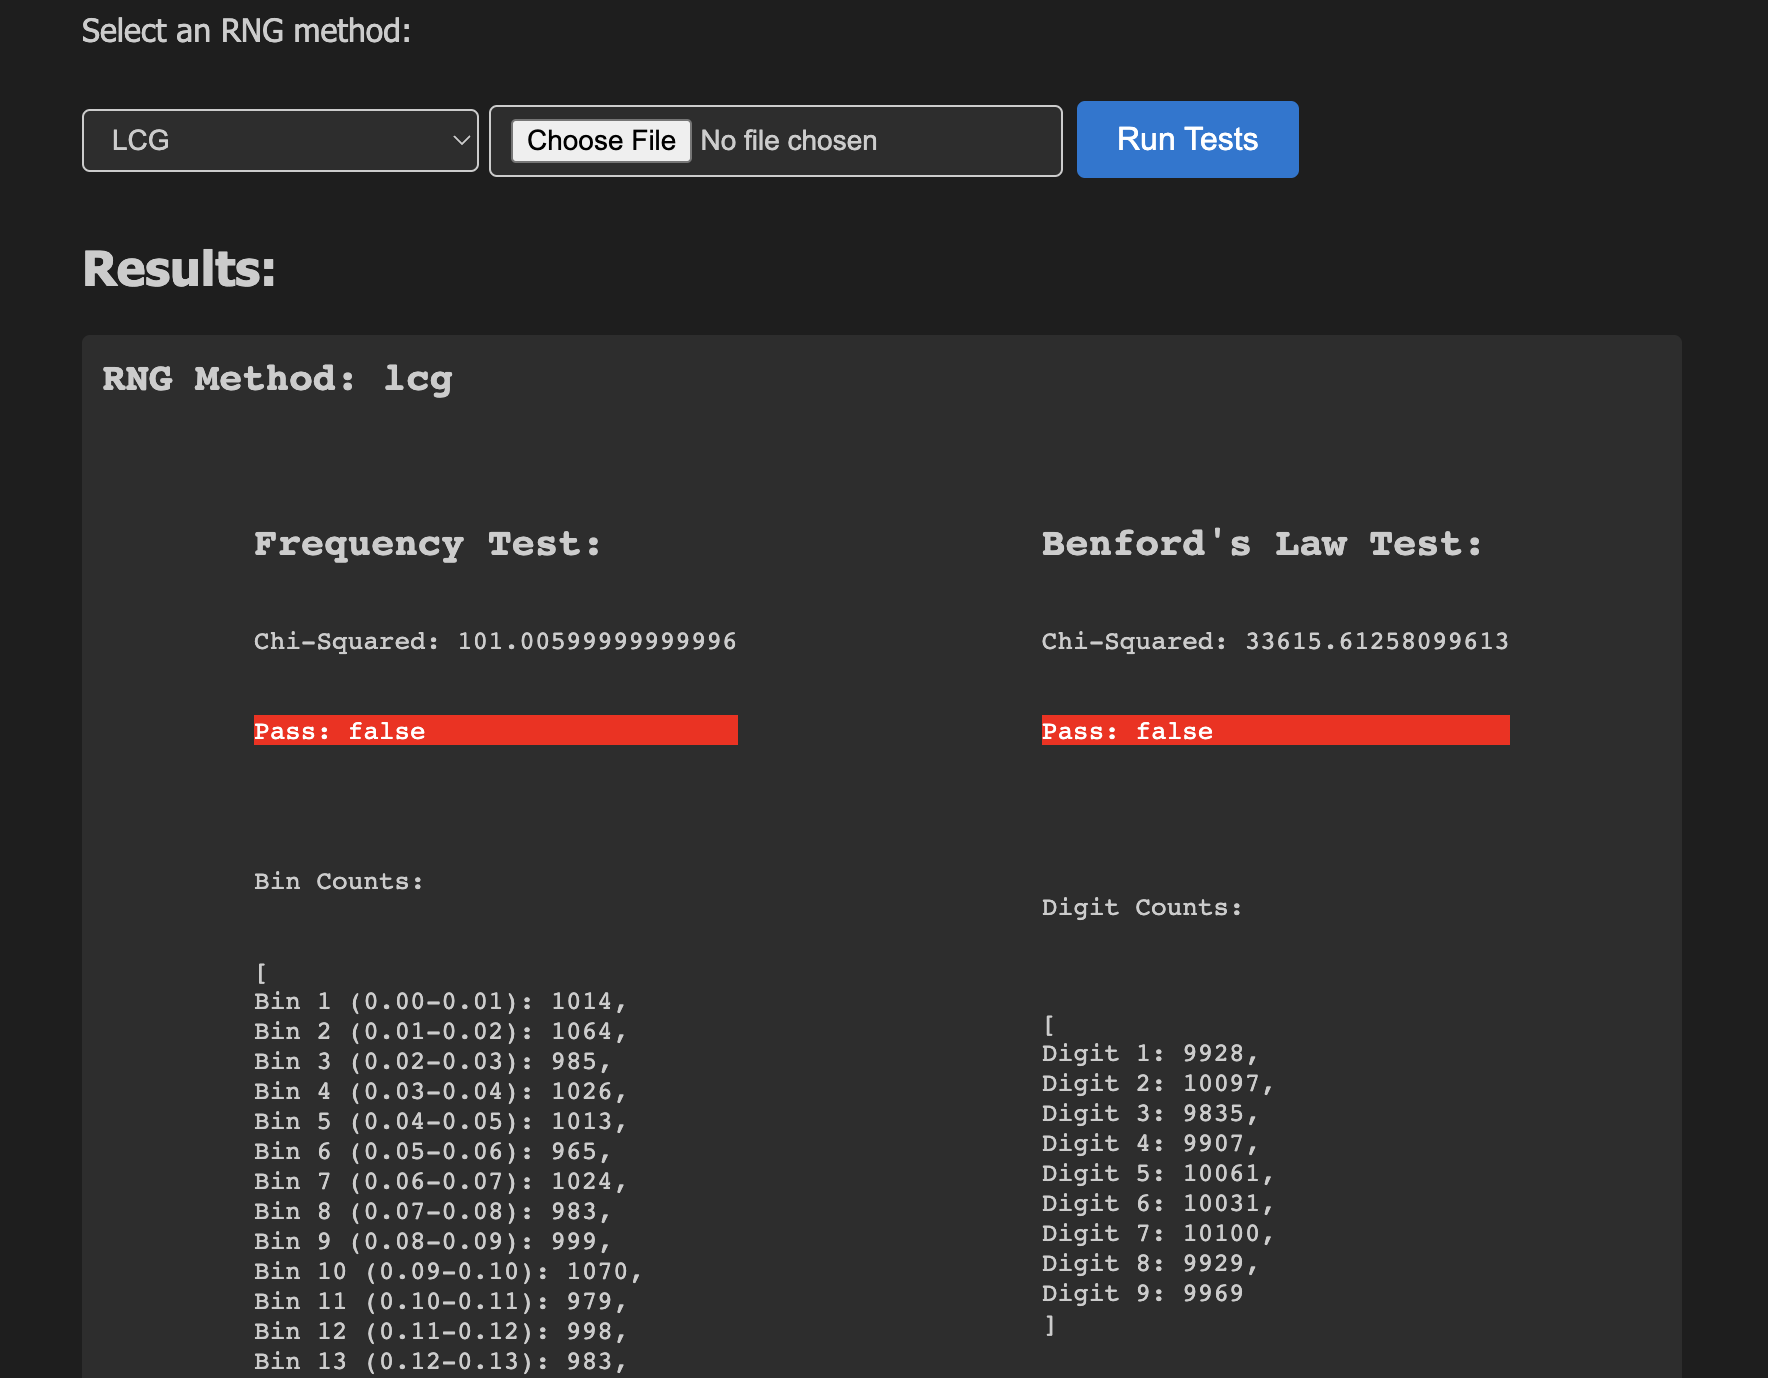 Select an RNG method:
LCG
Choose File No file chosen
Run Tests
Results:
RNG Method: lcg
Frequency Test:
Chi-Squared: 101.00599999999996
Pass: false
Bin Counts:
[
Bin 1 (0.00-0.01): 1014,
Bin 2 (0.01-0.02): 1064,
Bin 3 (0.02-0.03): 985,
Bin 4 (0.03-0.04): 1026,
Bin 5 (0.04-0.05): 1013,
Bin 6 (0.05-0.06): 965,
Bin 7 (0.06-0.07): 1024,
Bin 8 (0.07-0.08): 983,
Bin 9 (0.08-0.09): 999,
Bin 10 (0.09-0.10): 1070,
Bin 11 (0.10-0.11): 979,
Bin 12 (0.11-0.12): 998,
Bin 13 (0.12-0.13): 983,
Benford's Law Test:
Chi-Squared: 33615.61258099613
Pass: false
Digit Counts:
[
Digit 1: 9928,
Digit 2: 10097,
Digit 3: 9835,
Digit 4: 9907,
Digit 5: 10061,
Digit 6: 10031,
Digit 7: 10100,
Digit 8: 9929,
Digit 9: 9969
]